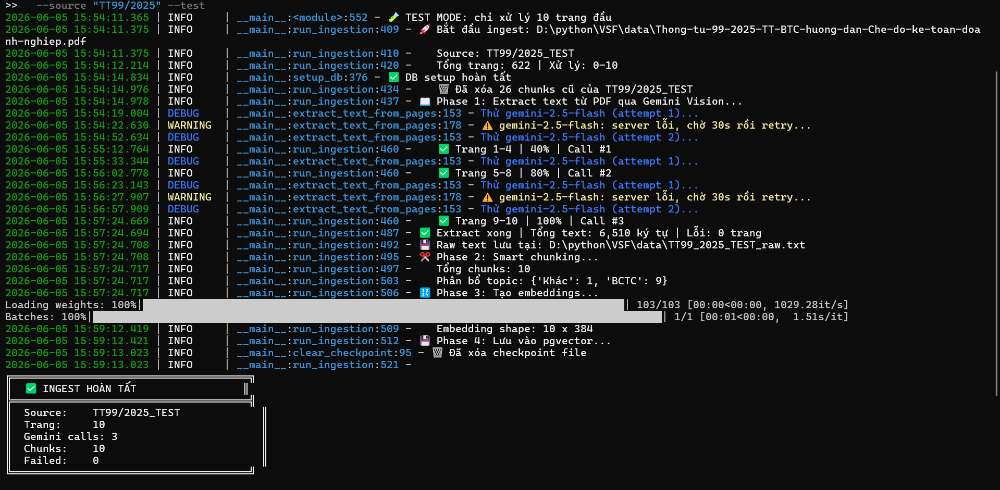 >>   --source "TT99/2025" --test
2026-06-05 15:54:11.365 | INFO     | __main__:<module>:552 - 🧪 TEST MODE: chỉ xử lý 10 trang đầu
2026-06-05 15:54:11.375 | INFO     | __main__:run_ingestion:409 - 🚀 Bắt đầu ingest: D:\python\VSF\data\Thong-tu-99-2025-TT-BTC-huong-dan-Che-do-ke-toan-doa
nh-nghiep.pdf
2026-06-05 15:54:11.375 | INFO     | __main__:run_ingestion:410 -    Source: TT99/2025_TEST
2026-06-05 15:54:12.214 | INFO     | __main__:run_ingestion:420 -    Tổng trang: 622 | Xử lý: 0-10
2026-06-05 15:54:14.834 | INFO     | __main__:setup_db:376 - ✅ DB setup hoàn tất
2026-06-05 15:54:14.976 | INFO     | __main__:run_ingestion:434 -    🗑️ Đã xóa 26 chunks cũ của TT99/2025_TEST
2026-06-05 15:54:14.978 | INFO     | __main__:run_ingestion:437 - 📖 Phase 1: Extract text từ PDF qua Gemini Vision...
2026-06-05 15:54:19.004 | DEBUG    | __main__:extract_text_from_pages:153 - Thử gemini-2.5-flash (attempt 1)...
2026-06-05 15:54:22.630 | WARNING  | __main__:extract_text_from_pages:178 - ⚠️ gemini-2.5-flash: server lỗi, chờ 30s rồi retry...
2026-06-05 15:54:52.634 | DEBUG    | __main__:extract_text_from_pages:153 - Thử gemini-2.5-flash (attempt 2)...
2026-06-05 15:55:12.764 | INFO     | __main__:run_ingestion:460 -    ✅ Trang 1-4 | 40% | Call #1
2026-06-05 15:55:33.344 | DEBUG    | __main__:extract_text_from_pages:153 - Thử gemini-2.5-flash (attempt 1)...
2026-06-05 15:56:02.778 | INFO     | __main__:run_ingestion:460 -    ✅ Trang 5-8 | 80% | Call #2
2026-06-05 15:56:23.143 | DEBUG    | __main__:extract_text_from_pages:153 - Thử gemini-2.5-flash (attempt 1)...
2026-06-05 15:56:27.907 | WARNING  | __main__:extract_text_from_pages:178 - ⚠️ gemini-2.5-flash: server lỗi, chờ 30s rồi retry...
2026-06-05 15:56:57.909 | DEBUG    | __main__:extract_text_from_pages:153 - Thử gemini-2.5-flash (attempt 2)...
2026-06-05 15:57:24.669 | INFO     | __main__:run_ingestion:460 -    ✅ Trang 9-10 | 100% | Call #3
2026-06-05 15:57:24.694 | INFO     | __main__:run_ingestion:487 - ✅ Extract xong | Tổng text: 6,510 ký tự | Lỗi: 0 trang
2026-06-05 15:57:24.708 | INFO     | __main__:run_ingestion:492 - 💾 Raw text lưu tại: D:\python\VSF\data\TT99_2025_TEST_raw.txt
2026-06-05 15:57:24.708 | INFO     | __main__:run_ingestion:495 - ✂️ Phase 2: Smart chunking...
2026-06-05 15:57:24.717 | INFO     | __main__:run_ingestion:497 -    Tổng chunks: 10
2026-06-05 15:57:24.717 | INFO     | __main__:run_ingestion:503 -    Phân bổ topic: {'Khác': 1, 'BCTC': 9}
2026-06-05 15:57:24.717 | INFO     | __main__:run_ingestion:506 - 🔢 Phase 3: Tạo embeddings...
Loading weights: 100%| | 103/103 [00:00<00:00, 1029.28it/s]
Batches: 100%| | 1/1 [00:01<00:00,  1.51s/it]
2026-06-05 15:59:12.419 | INFO     | __main__:run_ingestion:509 -    Embedding shape: 10 x 384
2026-06-05 15:59:12.421 | INFO     | __main__:run_ingestion:512 - 💾 Phase 4: Lưu vào pgvector...
2026-06-05 15:59:13.023 | INFO     | __main__:clear_checkpoint:95 - 🗑️ Đã xóa checkpoint file
2026-06-05 15:59:13.023 | INFO     | __main__:run_ingestion:521 -
✅ INGEST HOÀN TẤT
Source:    TT99/2025_TEST
Trang:     10
Gemini calls: 3
Chunks:    10
Failed:    0